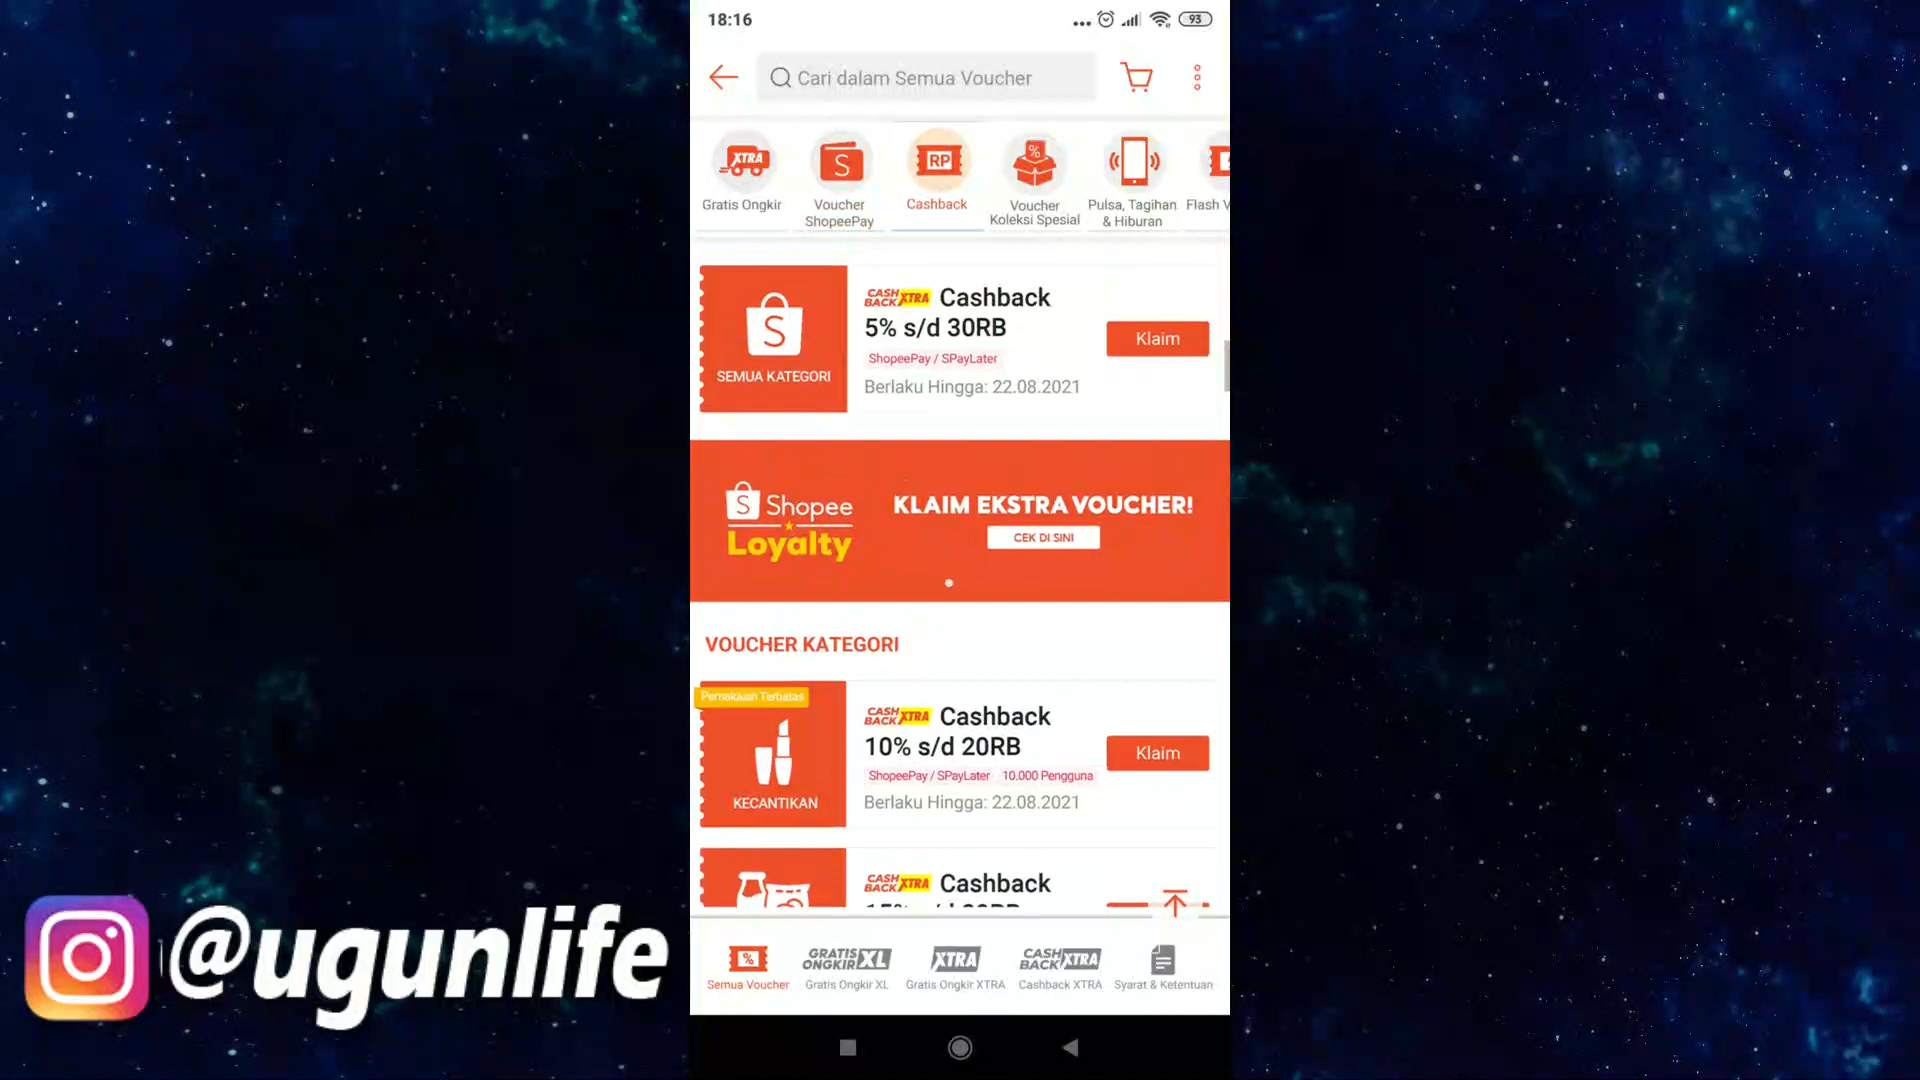 18:16
93
Cari dalam Semua Voucher
XTRA
S
RP
%
Gratis Ongkir
Voucher
ShopeePay
Cashback
Voucher
Koleksi Spesial
Pulsa, Tagihan
& Hiburan
Flash V
S
SEMUA KATEGORI
CASH
BACK XTRA Cashback
5% s/d 30RB
ShopeePay / SPayLater
Berlaku Hingga: 22.08.2021
Klaim
S Shopee
Loyalty
KLAIM EKSTRA VOUCHER!
CEK DI SINI
VOUCHER KATEGORI
Pemakaian Terbatas
KECANTIKAN
CASH
BACK XTRA Cashback
10% s/d 20RB
ShopeePay / SPayLater 10.000 Pengguna
Berlaku Hingga: 22.08.2021
Klaim
CASH
BACK XTRA Cashback
%
GRATIS
ONGKIR XL
XTRA
CASH
BACK XTRA
Semua Voucher
Gratis Ongkir XL
Gratis Ongkir XTRA
Cashback XTRA
Syarat & Ketentuan
@ugunlife